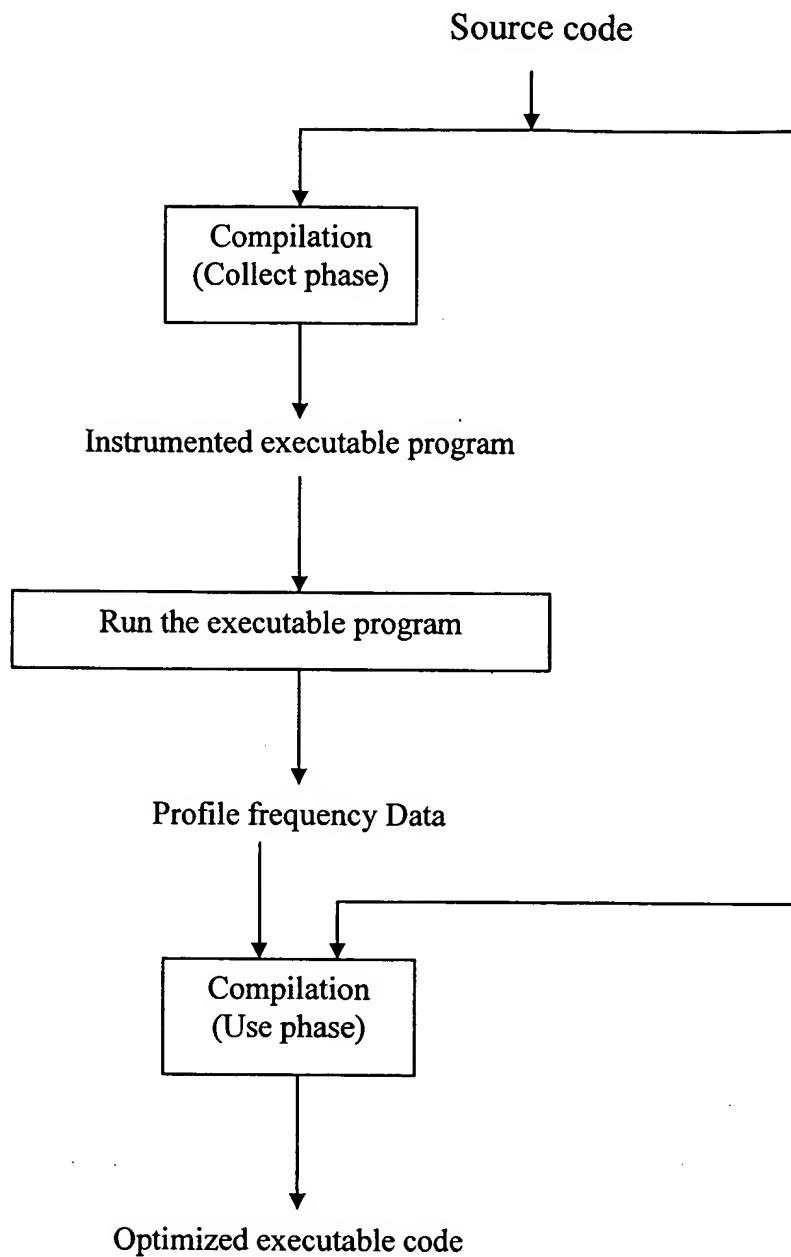 Source code
Compilation
(Collect phase)
Instrumented executable program
Run the executable program
Profile frequency Data
Compilation
(Use phase)
Optimized executable code